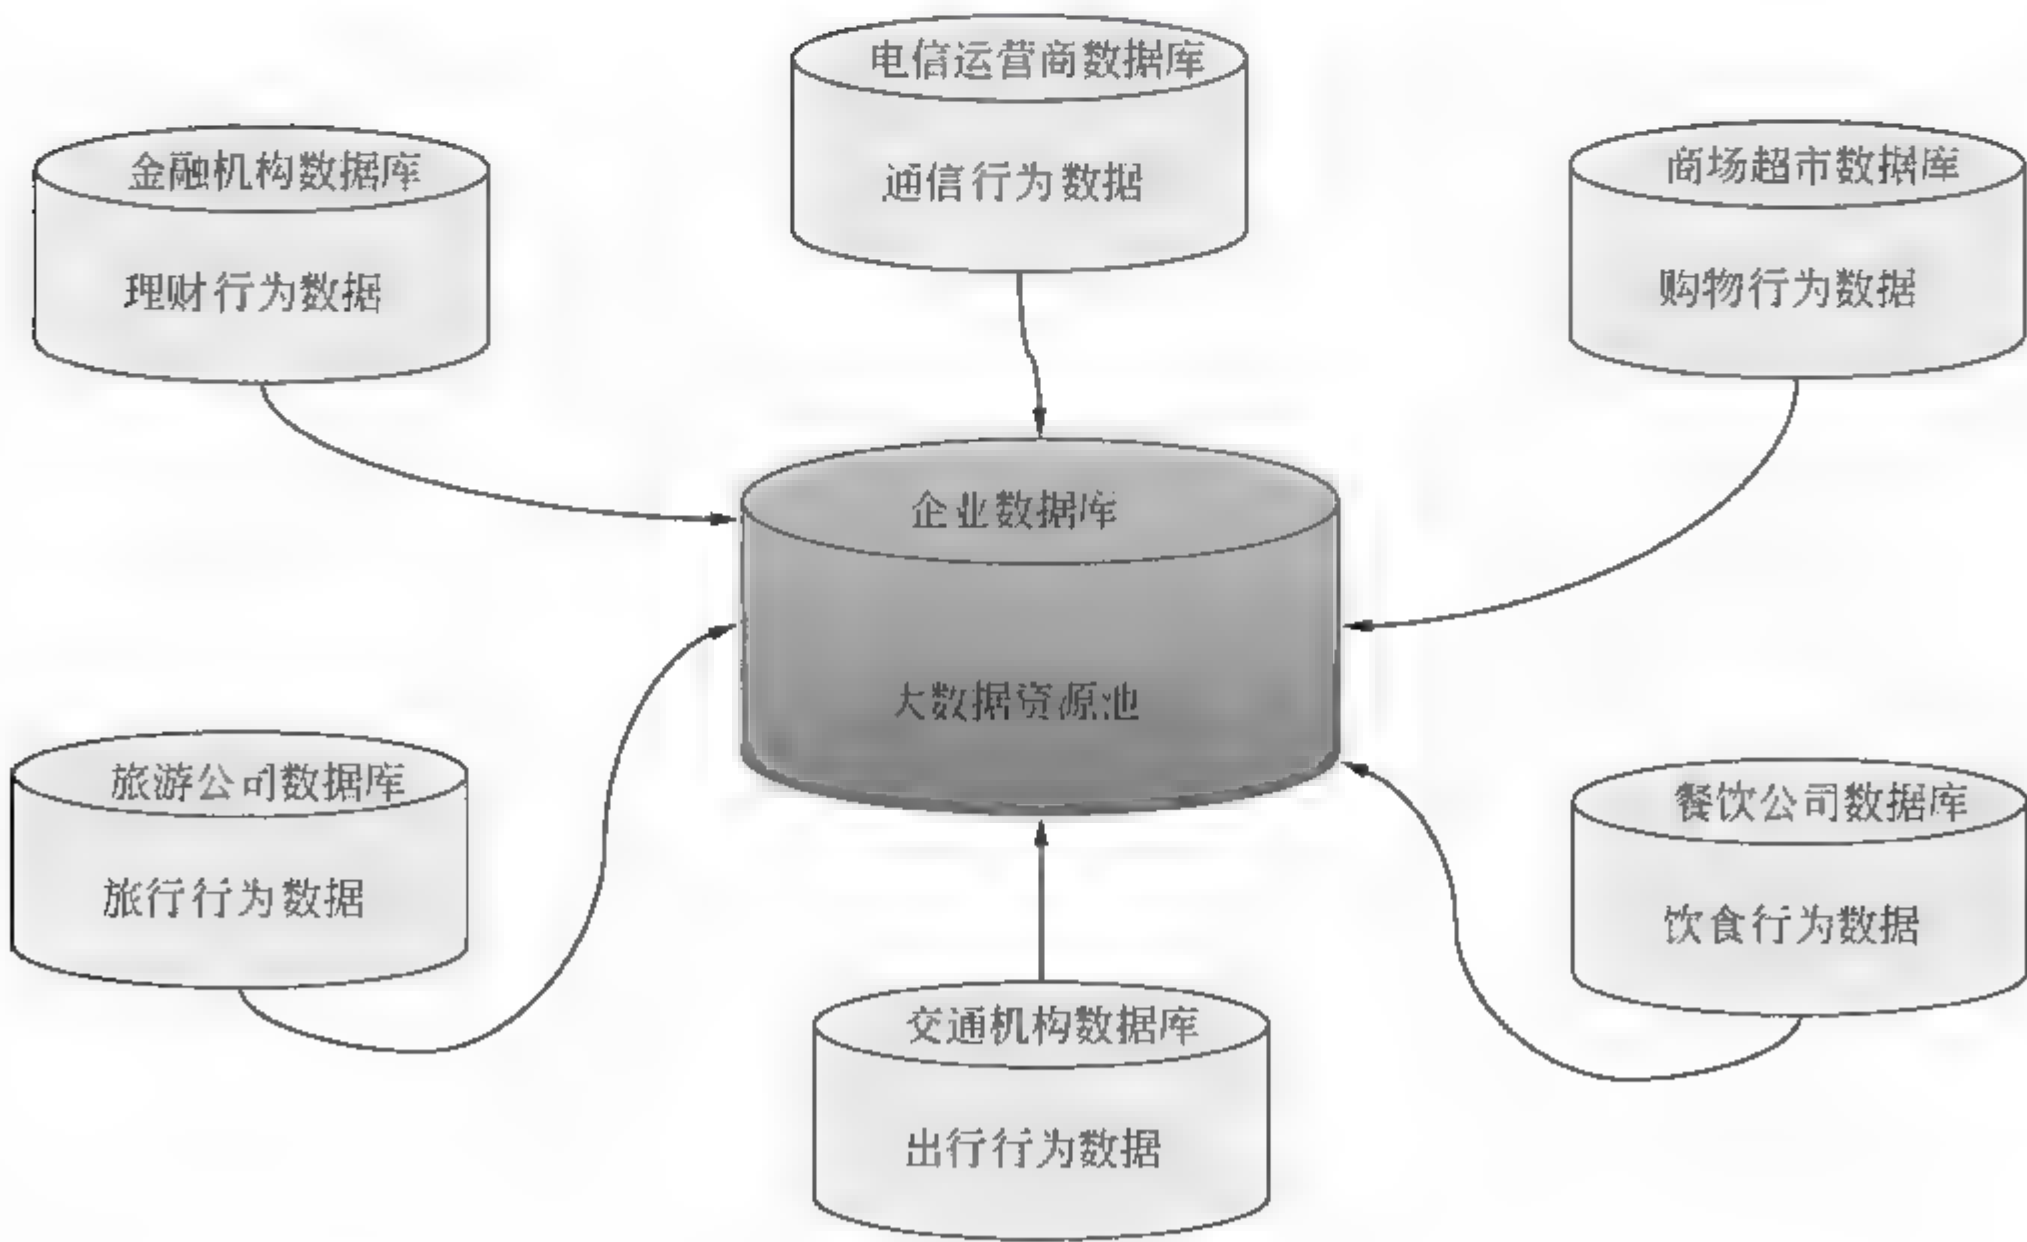 电信运营商数据库
通信行为数据
金融机构数据库
理财行为数据
商场超市数据库
购物行为数据
企业数据库
大数据资源池
旅游公司数据库
旅行行为数据
餐饮公司数据库
饮食行为数据
交通机构数据库
出行行为数据